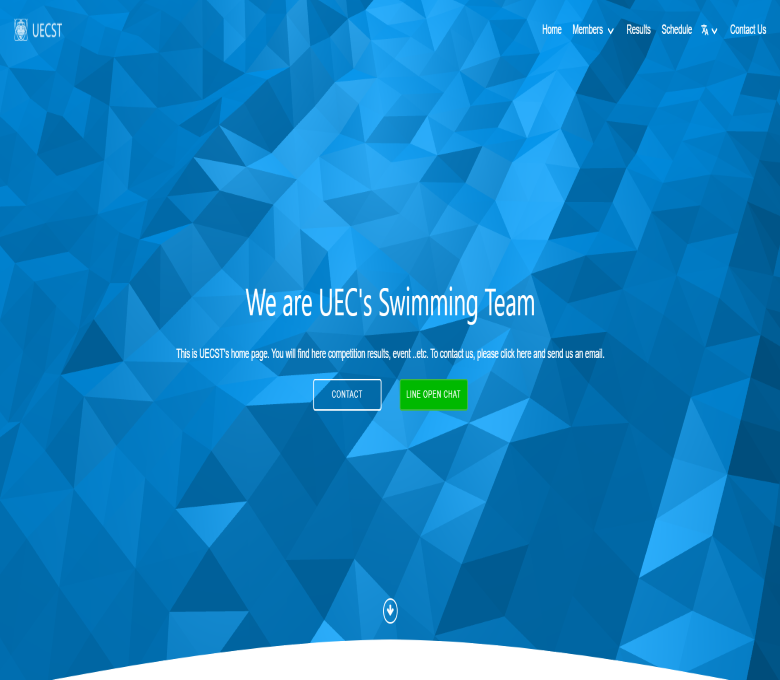 UECST
Home Members Results Schedule Contact Us
We are UEC's Swimming Team
This is UECST's home page. You will find here competition results, event ..etc. To contact us, please click here and send us an email.
CONTACT LINE OPEN CHAT